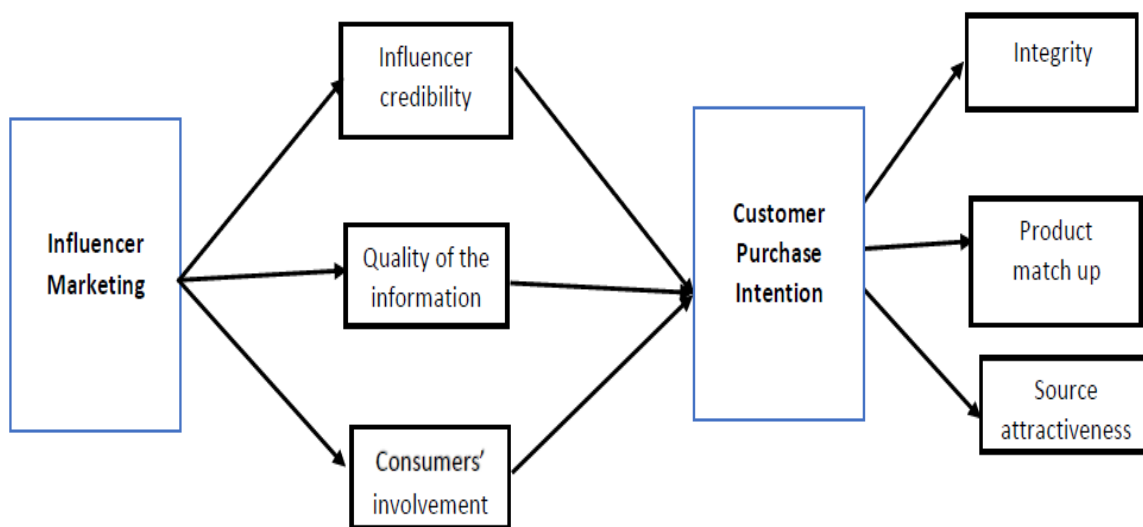 Influencer
Marketing
Influencer
credibility
Quality of the
information
Consumers’
involvement
Customer
Purchase
Intention
Integrity
Product
match up
Source
attractiveness